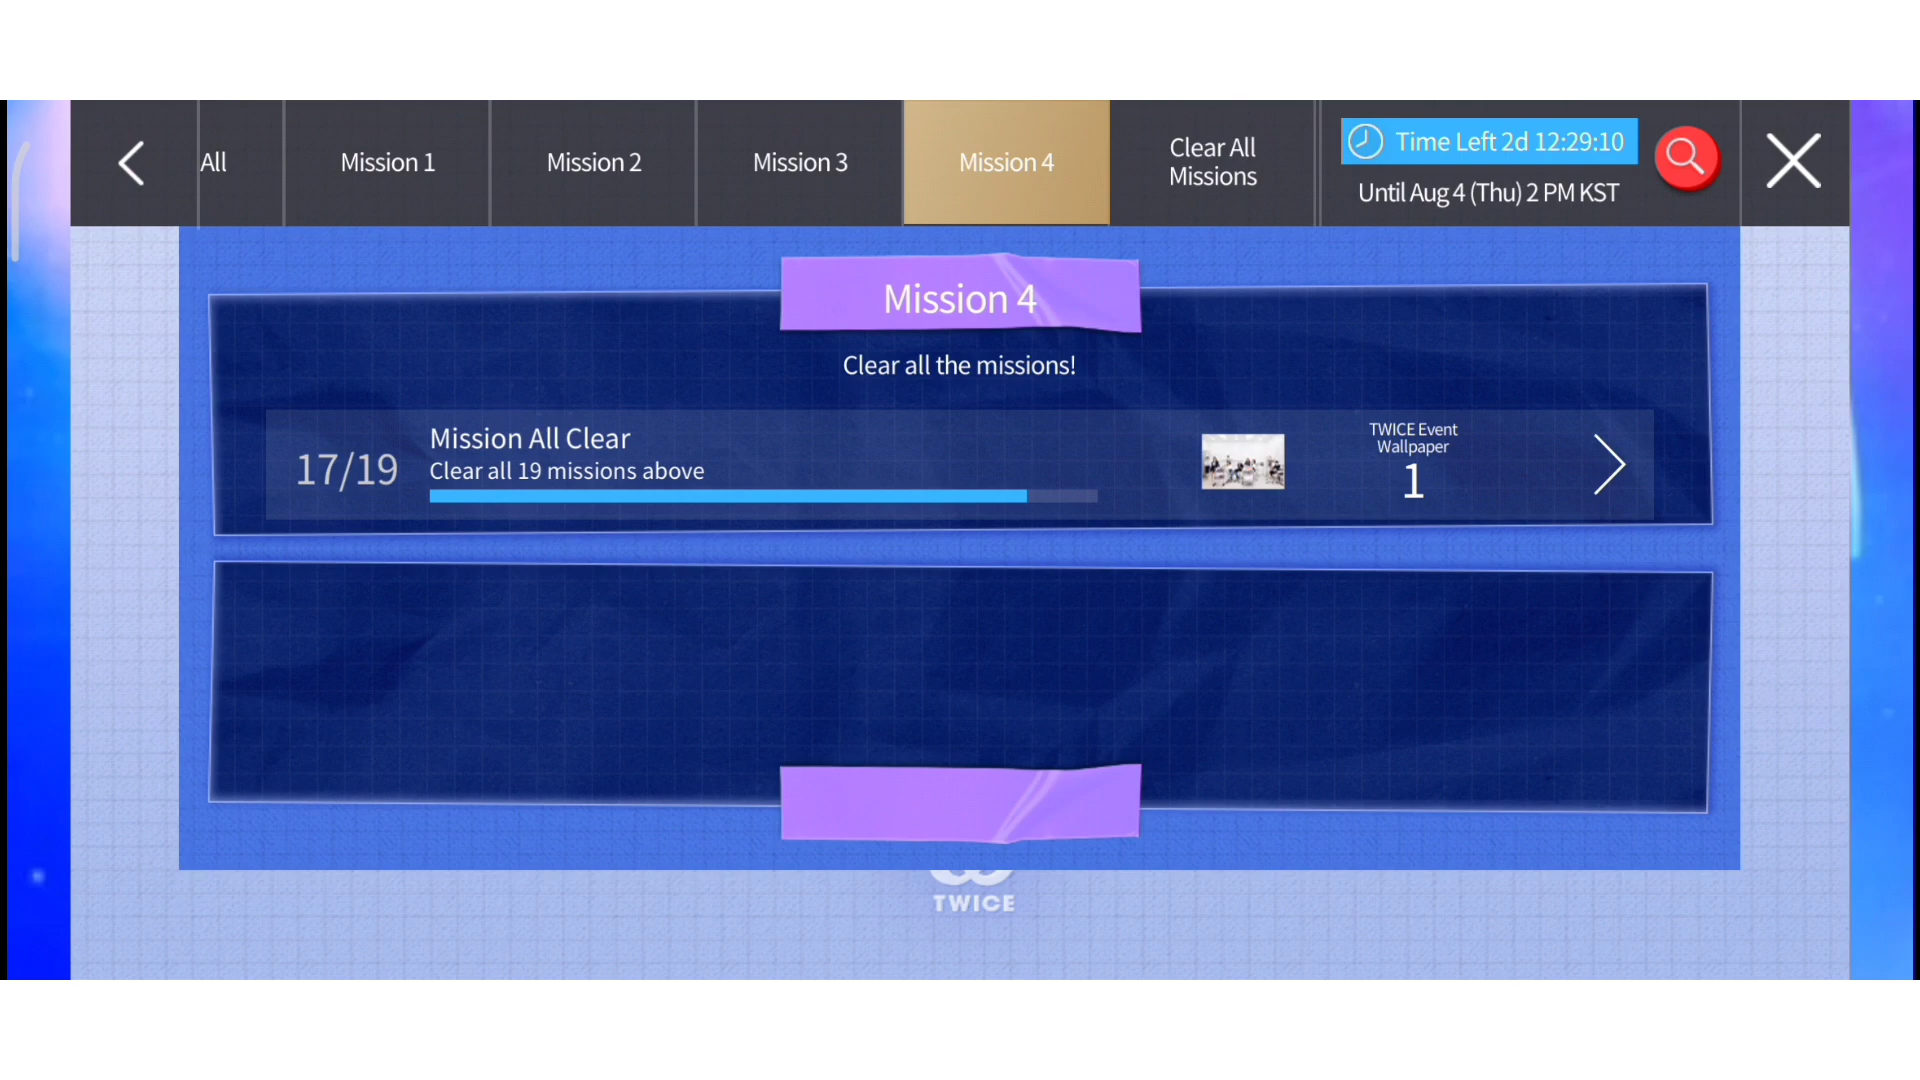 All
Mission 1
Mission 2
Mission 3
Mission 4
Clear All
Missions
Time Left 2d 12:29:10
Until Aug 4 (Thu) 2 PM KST
Mission 4
Clear all the missions!
17/19
Mission All Clear
Clear all 19 missions above
TWICE Event
Wallpaper
1
TWICE